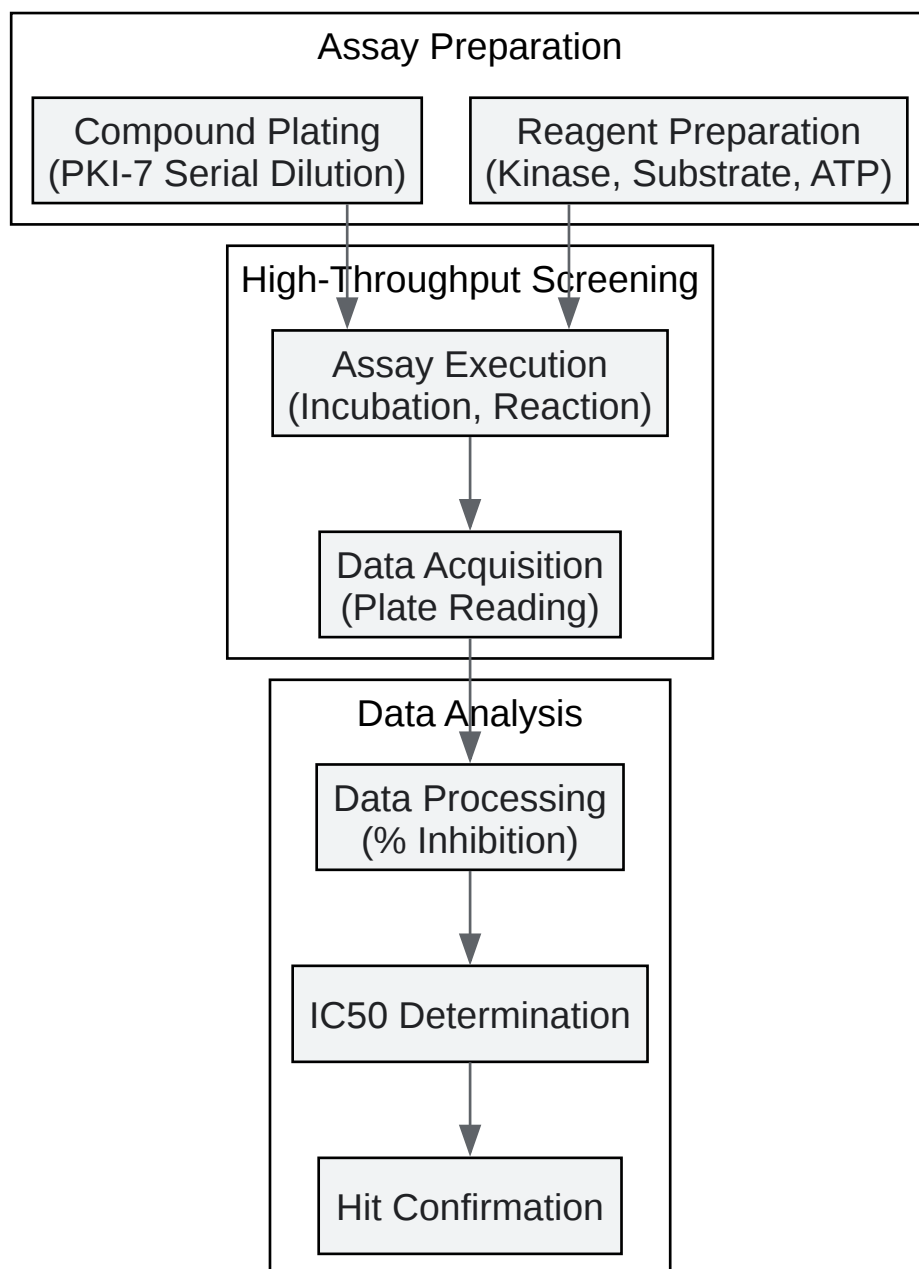 Assay Preparation
Compound Plating
(PKI-7 Serial Dilution)
Reagent Preparation
(Kinase, Substrate, ATP)
High-Throughput Screening
Assay Execution
(Incubation, Reaction)
Data Acquisition
(Plate Reading)
Data Analysis
Data Processing
(% Inhibition)
IC50 Determination
Hit Confirmation